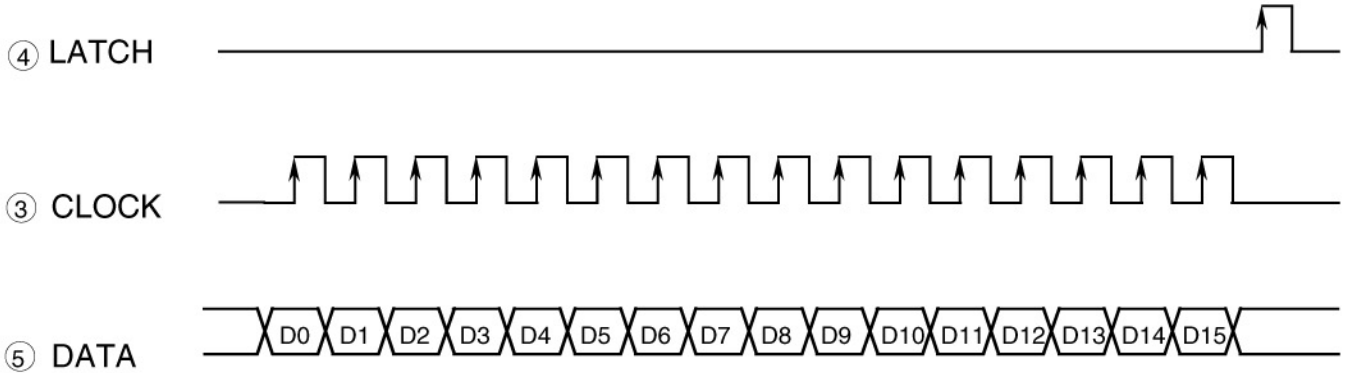 ④ LATCH
③ CLOCK
⑤ DATA D0 D1 D2 D3 D4 D5 D6 D7 D8 D9 D10 D11 D12 D13 D14 D15